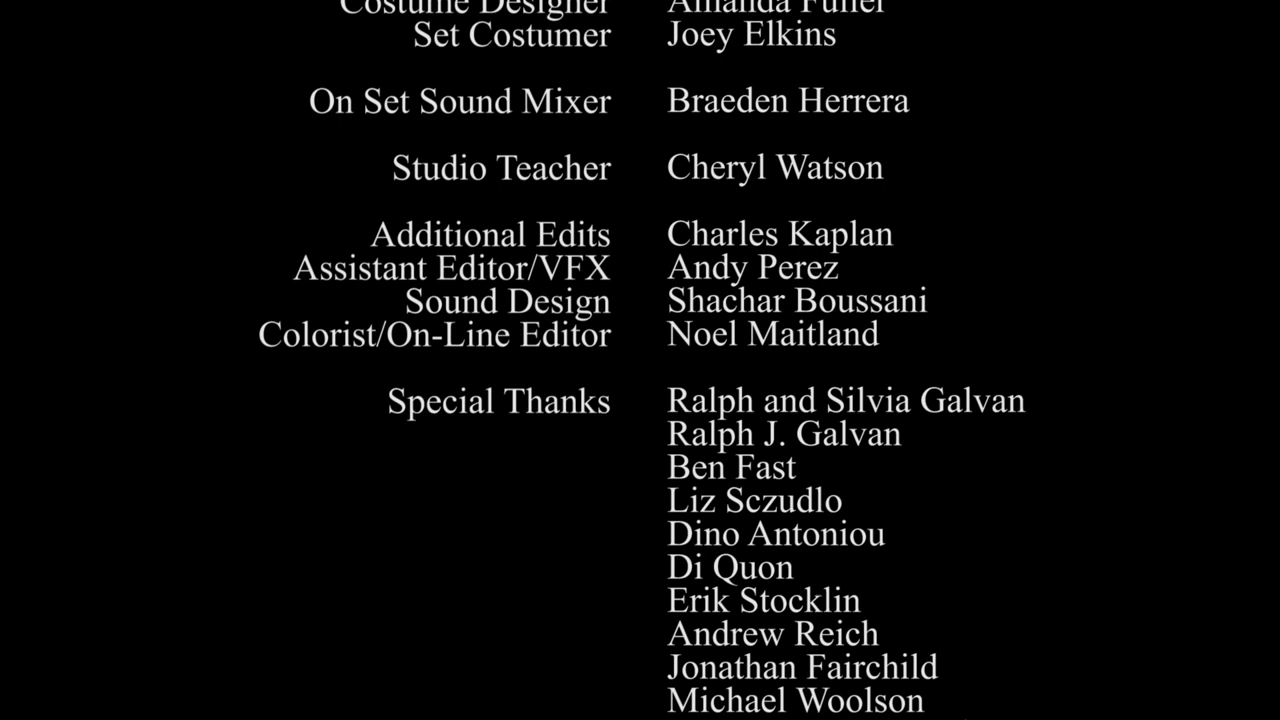 Costume Designer Amanda Fuller
Set Costumer Joey Elkins
On Set Sound Mixer Braeden Herrera
Studio Teacher Cheryl Watson
Additional Edits Charles Kaplan
Assistant Editor/VFX Andy Perez
Sound Design Shachar Boussani
Colorist/On-Line Editor Noel Maitland
Special Thanks Ralph and Silvia Galvan
Ralph J. Galvan
Ben Fast
Liz Sczudlo
Dino Antoniou
Di Quon
Erik Stocklin
Andrew Reich
Jonathan Fairchild
Michael Woolson